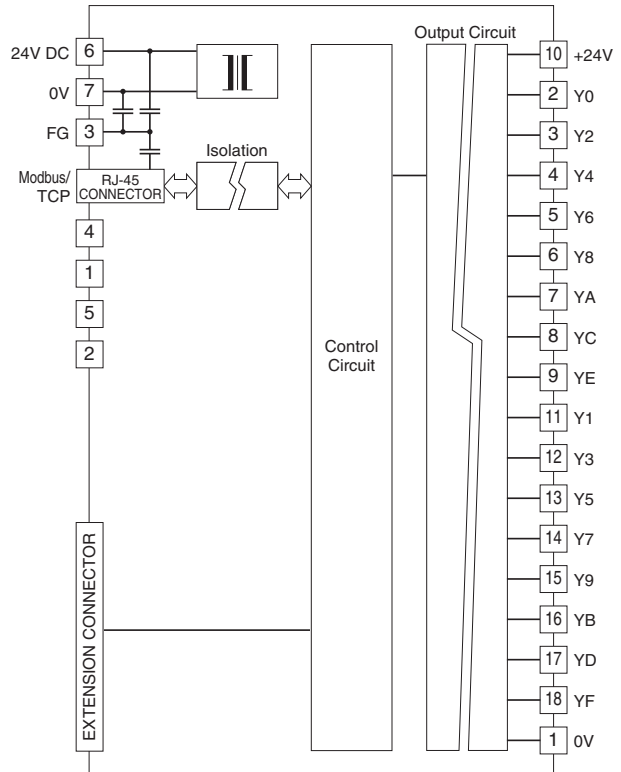 Output Circuit
24V DC 6
0V 7
FG 3
Isolation
Modbus/
TCP
RJ-45
CONNECTOR
4
1
5
2
Control
Circuit
EXTENSION CONNECTOR
10 +24V
2 Y0
3 Y2
4 Y4
5 Y6
6 Y8
7 YA
8 YC
9 YE
11 Y1
12 Y3
13 Y5
14 Y7
15 Y9
16 YB
17 YD
18 YF
1 0V